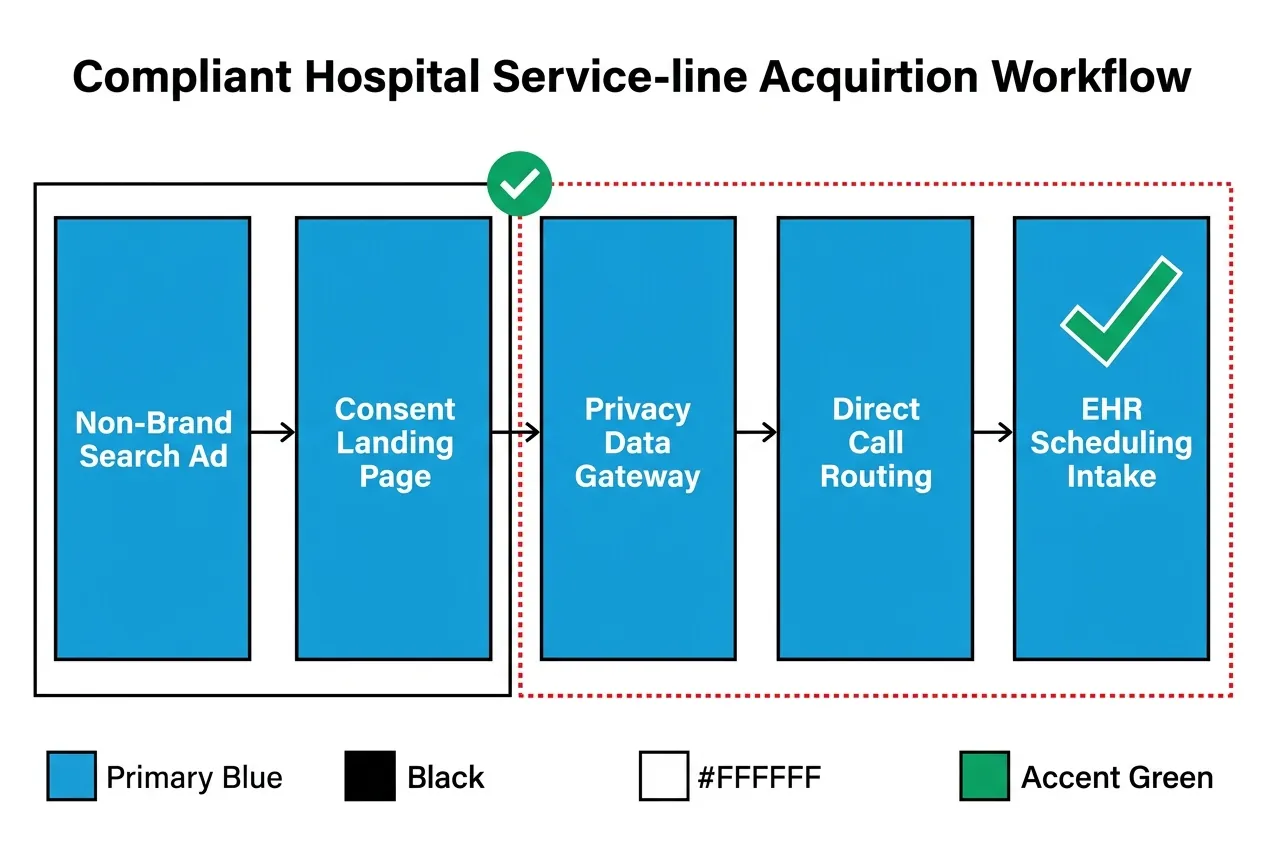 Compliant Hospital Service-line Acquirtion Workflow
Non-Brand
Search Ad
Consent
Landing
Page
Privacy
Data
Gateway
Direct
Call
Routing
EHR
Scheduling
Intake
Primary Blue
Black
#FFFFFF
Accent Green